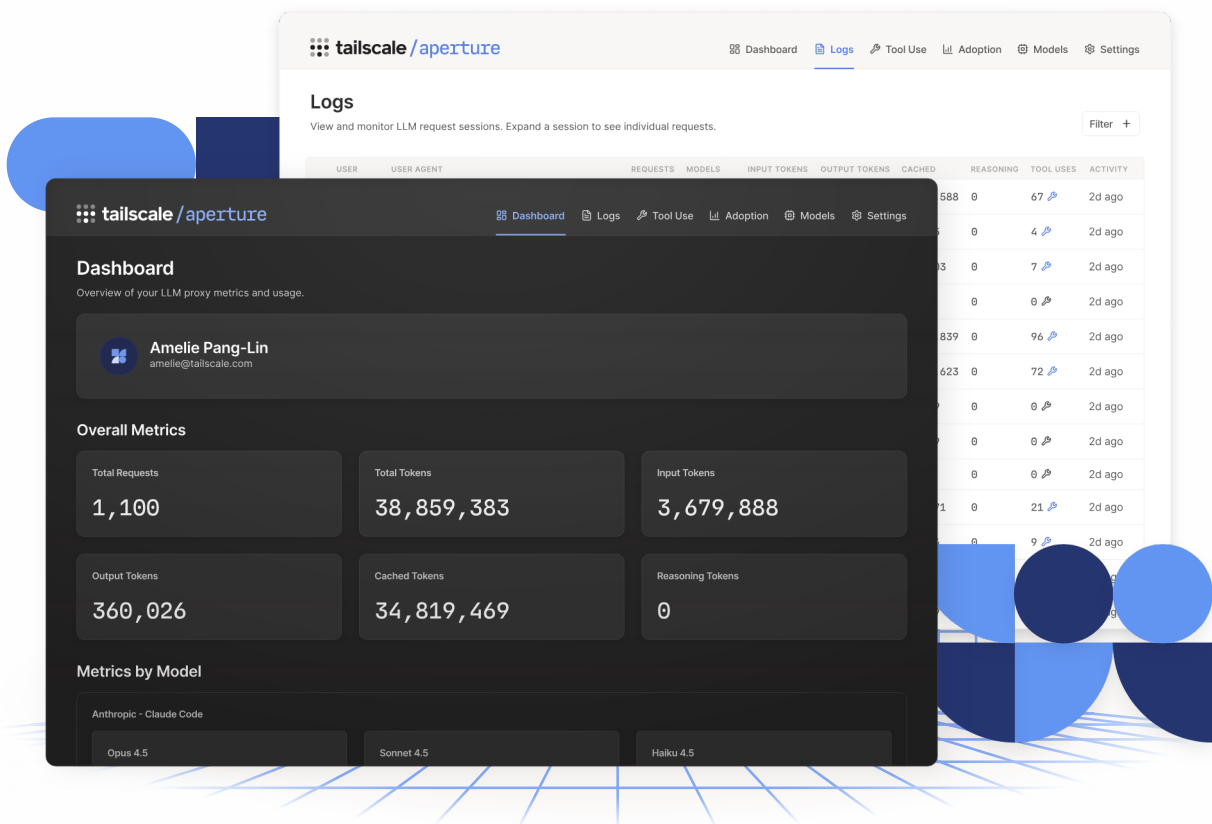 tailscale/aperture
Dashboard Logs Tool Use Adoption Models Settings
Logs
View and monitor LLM request sessions. Expand a session to see individual requests.
Filter +
USER USER AGENT REQUESTS MODELS INPUT TOKENS OUTPUT TOKENS CACHED REASONING TOOL USES ACTIVITY
588 0 67 2d ago
0 4 2d ago
0 7 2d ago
0 0 2d ago
839 0 96 2d ago
623 0 72 2d ago
0 0 2d ago
0 0 2d ago
0 0 2d ago
0 21 2d ago
0 9 2d ago
tailscale/aperture
Dashboard Logs Tool Use Adoption Models Settings
Dashboard
Overview of your LLM proxy metrics and usage.
Amelie Pang-Lin
amelie@tailscale.com
Overall Metrics
Total Requests Total Tokens Input Tokens
1,100 38,859,383 3,679,888
Output Tokens Cached Tokens Reasoning Tokens
360,026 34,819,469 0
Metrics by Model
Anthropic - Claude Code
Opus 4.5 Sonnet 4.5 Haiku 4.5